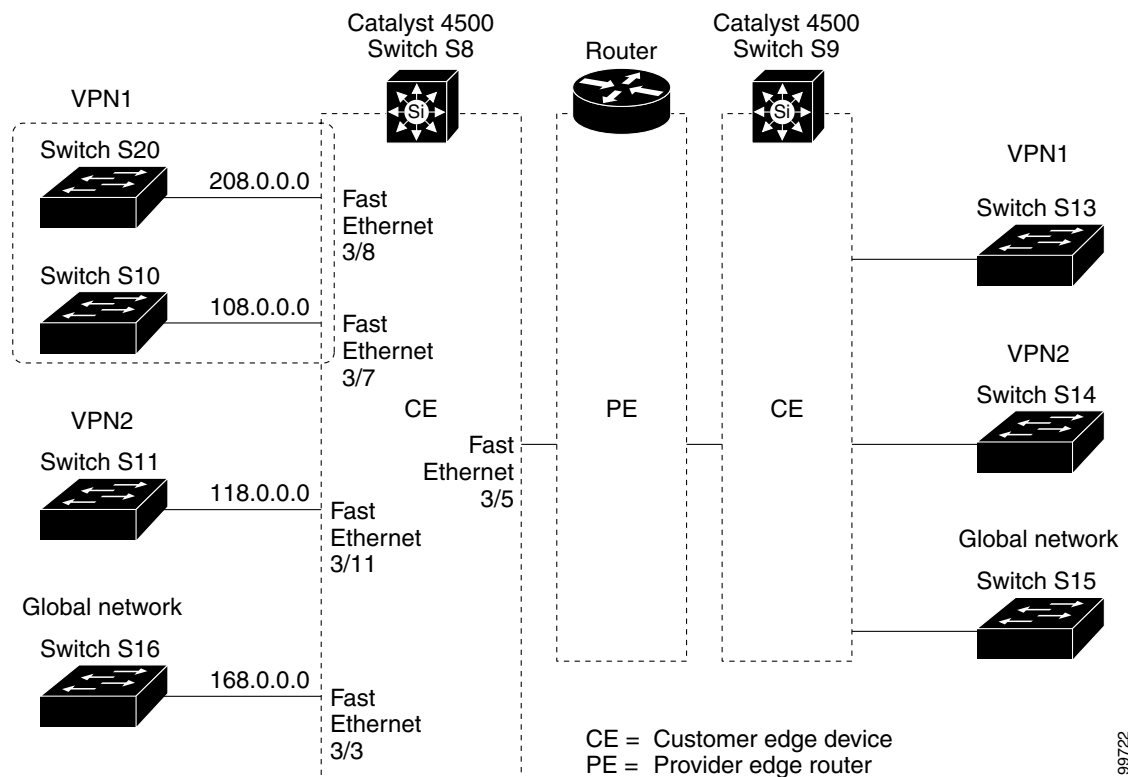 Catalyst 4500
Switch S8
Router
Catalyst 4500
Switch S9
Si
Si
VPN1
Switch S20
208.0.0.0
Fast
Ethernet
3/8
Switch S10
108.0.0.0
Fast
Ethernet
3/7
VPN2
Switch S11
118.0.0.0
Fast
Ethernet
3/11
Global network
Switch S16
168.0.0.0
Fast
Ethernet
3/3
CE
Fast
Ethernet
3/5
PE
CE
VPN1
Switch S13
VPN2
Switch S14
Global network
Switch S15
CE = Customer edge device
PE = Provider edge router
99722